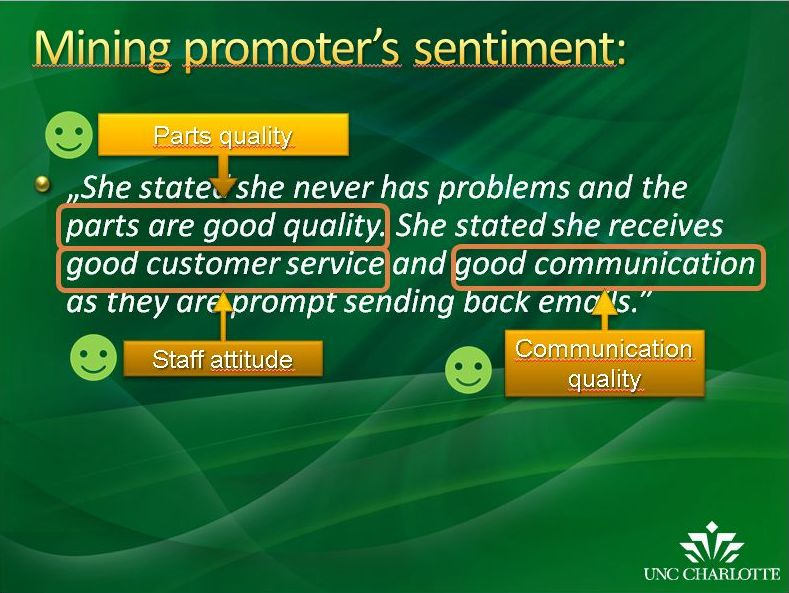 Mining promoter's sentiment:
Parts quality
„She stated she never has problems and the
parts are good quality. She stated she receives
good customer service and good communication
as they are prompt sending back emails.”
Staff attitude
Communication
quality
UNC CHARLOTTE